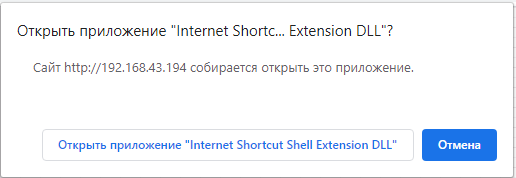 Открыть приложение "Internet Shortc... Extension DLL"?
Сайт http://192.168.43.194 собирается открыть это приложение.
Открыть приложение "Internet Shortcut Shell Extension DLL"
Отмена